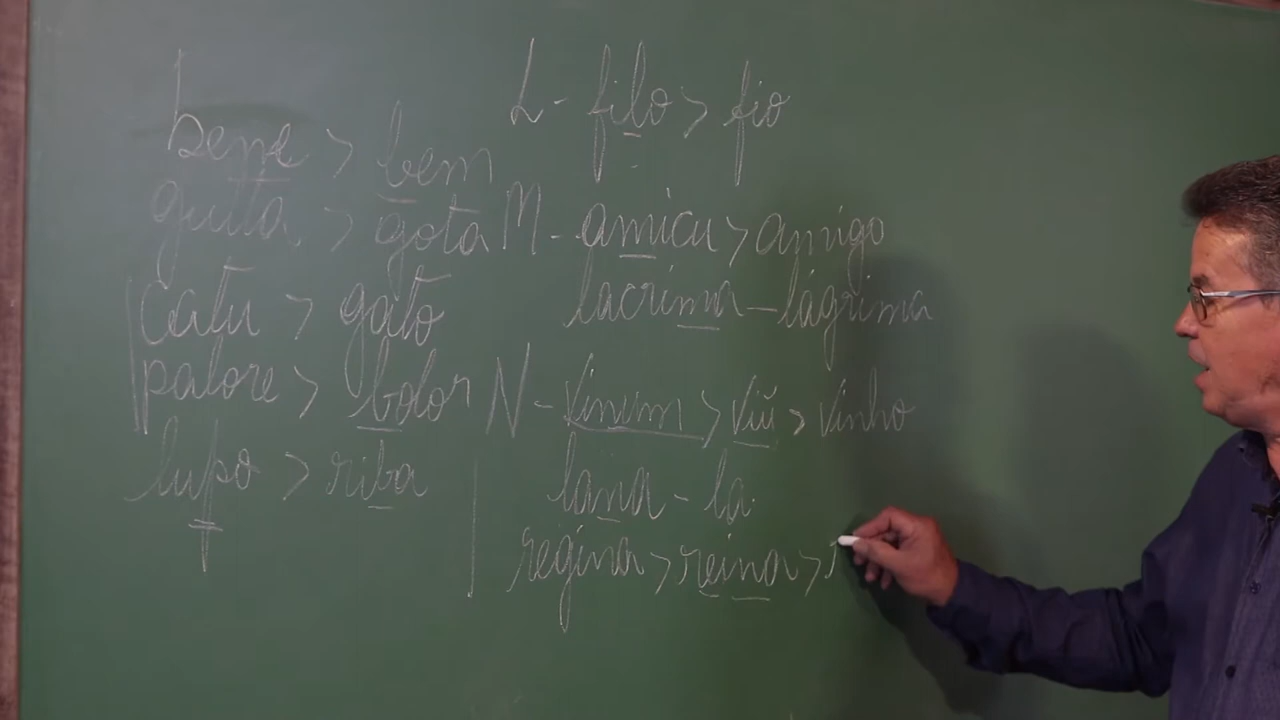 bene > bem
gutta > gota
catu > gato
palore > bolor
lupo > riba
L - filo > fio
M - amicu > amigo
lacrima - lágrima
N - vinum > viũ > vinho
lana - la
regina > reina >